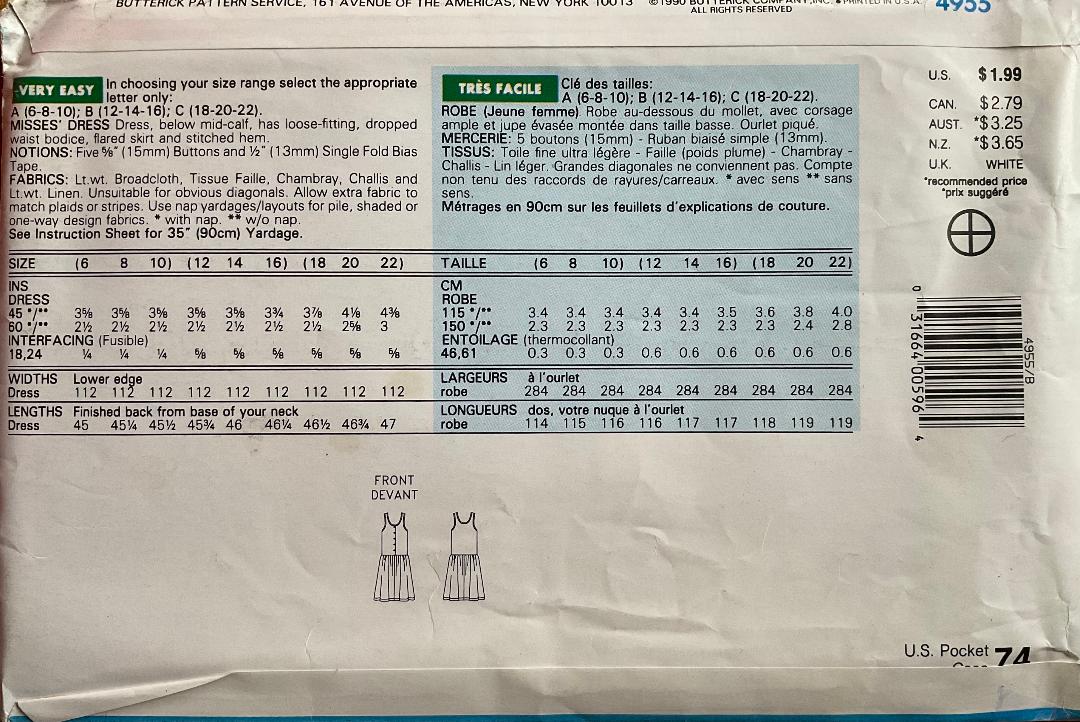 BUTTERICK PATTERN SERVICE, 161 AVENUE OF THE AMERICAS, NEW YORK 10013 ©1990 BUTTERICK COMPANY, INC. • PRINTED IN U.S.A. 4955
ALL RIGHTS RESERVED
VERY EASY In choosing your size range select the appropriate
letter only:
A (6-8-10); B (12-14-16); C (18-20-22).
MISSES' DRESS Dress, below mid-calf, has loose-fitting, dropped
waist bodice, flared skirt and stitched hem.
NOTIONS: Five ⅝" (15mm) Buttons and ½" (13mm) Single Fold Bias
Tape.
FABRICS: Lt.wt. Broadcloth, Tissue Faille, Chambray, Challis and
Lt.wt. Linen. Unsuitable for obvious diagonals. Allow extra fabric to
match plaids or stripes. Use nap yardages/layouts for pile, shaded or
one-way design fabrics. * with nap. ** w/o nap.
See Instruction Sheet for 35" (90cm) Yardage.
SIZE (6 8 10) (12 14 16) (18 20 22)
INS
DRESS
45 */** 3⅝ 3⅝ 3⅝ 3⅝ 3⅝ 3¾ 3⅞ 4⅛ 4⅜
60 */** 2½ 2½ 2½ 2½ 2½ 2½ 2½ 2⅝ 3
INTERFACING (Fusible)
18,24 ¼ ¼ ¼ ⅝ ⅝ ⅝ ⅝ ⅝ ⅝
WIDTHS Lower edge
Dress 112 112 112 112 112 112 112 112 112
LENGTHS Finished back from base of your neck
Dress 45 45¼ 45½ 45¾ 46 46¼ 46½ 46¾ 47
TRÈS FACILE Clé des tailles:
A (6-8-10); B (12-14-16); C (18-20-22).
ROBE (Jeune femme) Robe au-dessous du mollet, avec corsage
ample et jupe évasée montée dans taille basse. Ourlet piqué.
MERCERIE: 5 boutons (15mm) - Ruban biaisé simple (13mm).
TISSUS: Toile fine ultra légère - Faille (poids plume) - Chambray -
Challis - Lin léger. Grandes diagonales ne conviennent pas. Compte
non tenu des raccords de rayures/carreaux. * avec sens ** sans
sens.
Métrages en 90cm sur les feuillets d'explications de couture.
TAILLE (6 8 10) (12 14 16) (18 20 22)
CM
ROBE
115 */** 3.4 3.4 3.4 3.4 3.4 3.5 3.6 3.8 4.0
150 */** 2.3 2.3 2.3 2.3 2.3 2.3 2.3 2.4 2.8
ENTOILAGE (thermocollant)
46,61 0.3 0.3 0.3 0.6 0.6 0.6 0.6 0.6 0.6
LARGEURS à l'ourlet
robe 284 284 284 284 284 284 284 284 284
LONGUEURS dos, votre nuque à l'ourlet
robe 114 115 116 116 117 117 118 119 119
U.S. $1.99
CAN. $2.79
AUST. *$3.25
N.Z. *$3.65
U.K. WHITE
*recommended price
*prix suggéré
0 31664 50596 4
4955/B
FRONT
DEVANT
U.S. Pocket 74